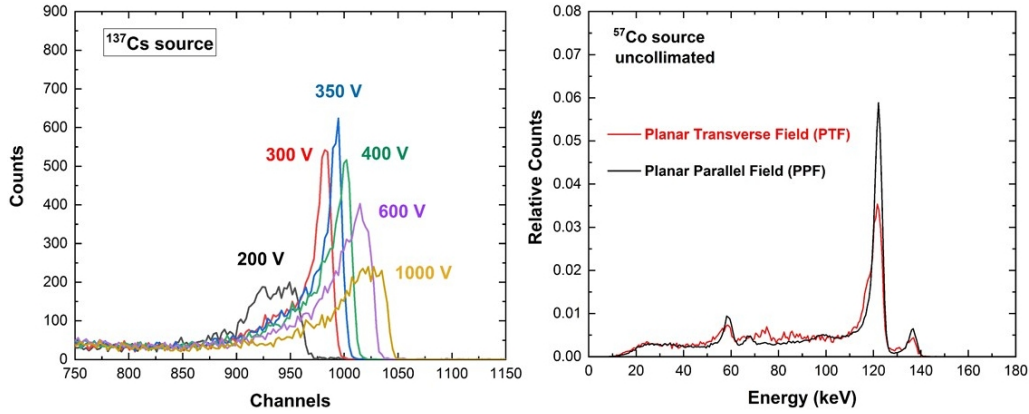 900
800
700
600
500
400
300
200
100
0
Counts
¹³⁷Cs source
350 V
300 V
400 V
600 V
200 V
1000 V
750 800 850 900 950 1000 1050 1100 1150
Channels
0.08
0.07
0.06
0.05
0.04
0.03
0.02
0.01
0.00
Relative Counts
⁵⁷Co source
uncollimated
Planar Transverse Field (PTF)
Planar Parallel Field (PPF)
0 20 40 60 80 100 120 140 160 180
Energy (keV)